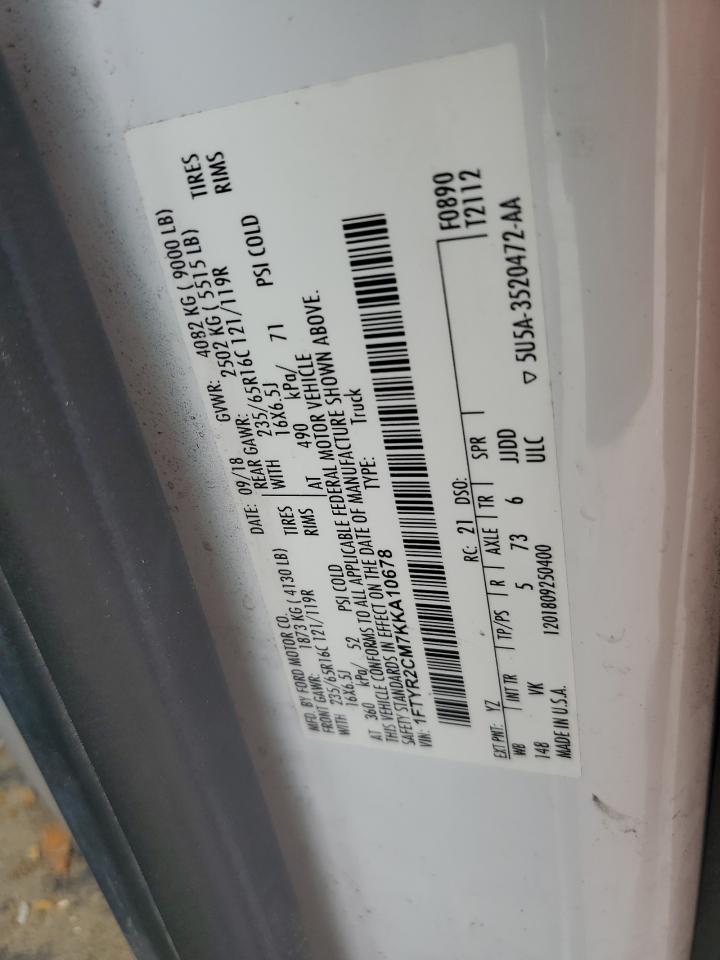 MFD. BY FORD MOTOR CO. DATE: 09/18 GVWR: 4082 KG ( 9000 LB)
FRONT GAWR: 1873 KG ( 4130 LB) REAR GAWR: 2502 KG ( 5515 LB)
WITH 235/65R16C 121/119R TIRES WITH 235/65R16C 121/119R TIRES
16X6.5J RIMS 16X6.5J RIMS
AT 360 kPa/ 52 PSI COLD AT 490 kPa/ 71 PSI COLD
THIS VEHICLE CONFORMS TO ALL APPLICABLE FEDERAL MOTOR VEHICLE
SAFETY STANDARDS IN EFFECT ON THE DATE OF MANUFACTURE SHOWN ABOVE.
VIN: 1FTYR2CM7KKA10678 TYPE: Truck
F0890
T2112
EXT PNT: YZ RC: 21 DSO:
WB INT TR TP/PS R AXLE TR SPR
148 VK 5 73 6 JJDD
MADE IN U.S.A. 1201809250400 ULC
▽ 5U5A-3520472-AA